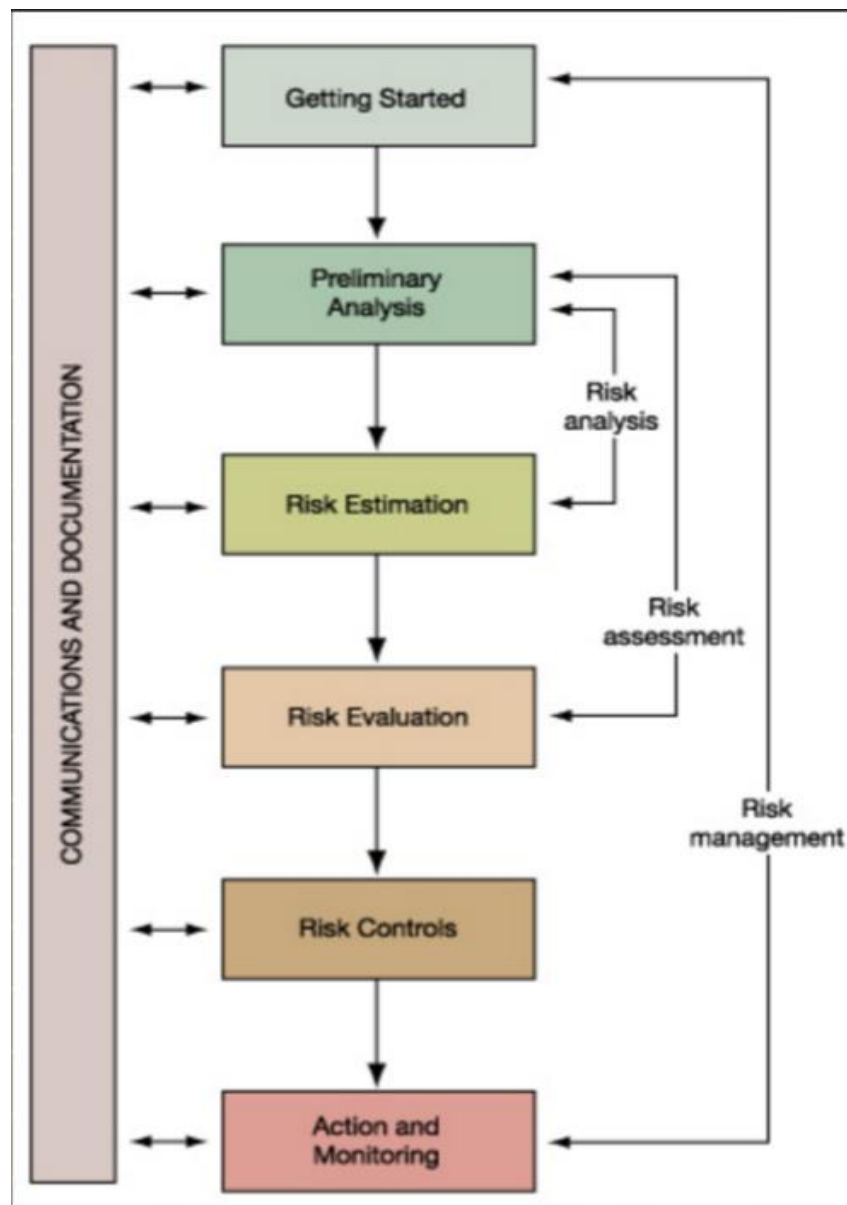 COMMUNICATIONS AND DOCUMENTATION
Getting Started
Preliminary
Analysis
Risk
analysis
Risk Estimation
Risk
assessment
Risk Evaluation
Risk
management
Risk Controls
Action and
Monitoring